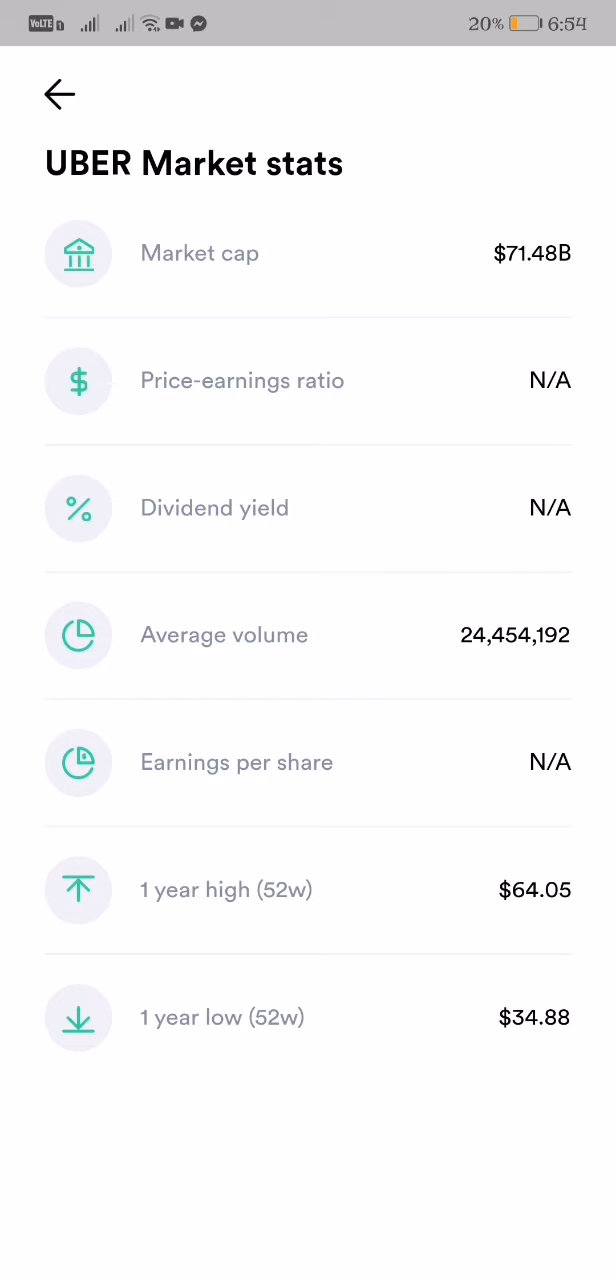 VoLTE 20% 6:54
UBER Market stats
Market cap $71.48B
$ Price-earnings ratio N/A
% Dividend yield N/A
Average volume 24,454,192
Earnings per share N/A
1 year high (52w) $64.05
1 year low (52w) $34.88